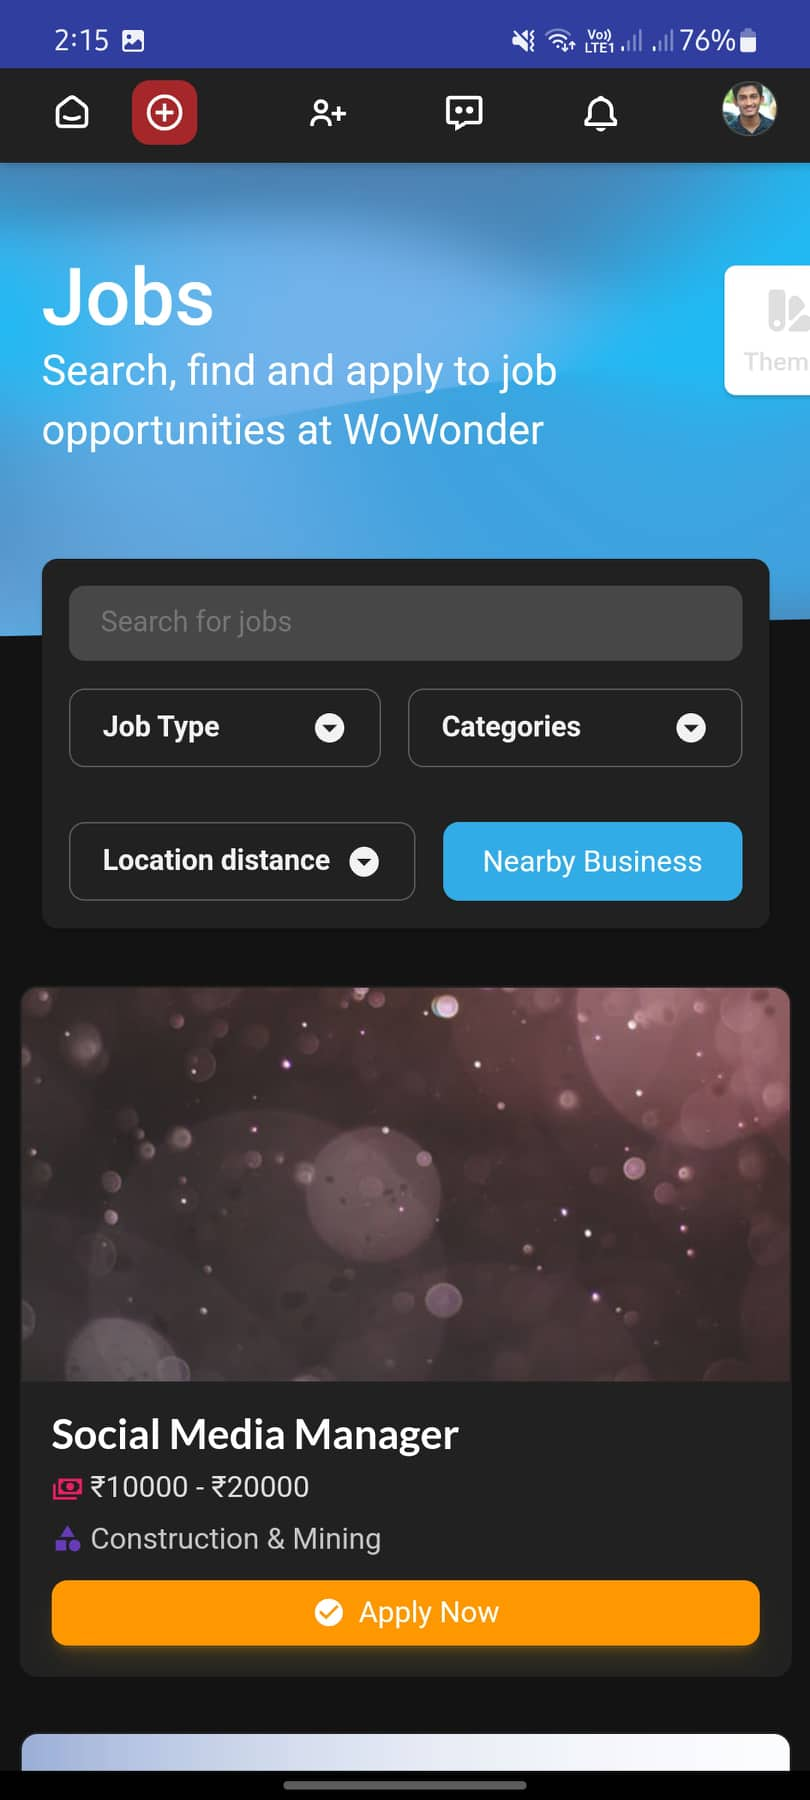 2:15
Vo))
LTE1
76%
Jobs
Search, find and apply to job
opportunities at WoWonder
Them
Search for jobs
Job Type
Categories
Location distance
Nearby Business
Social Media Manager
₹10000 - ₹20000
Construction & Mining
Apply Now